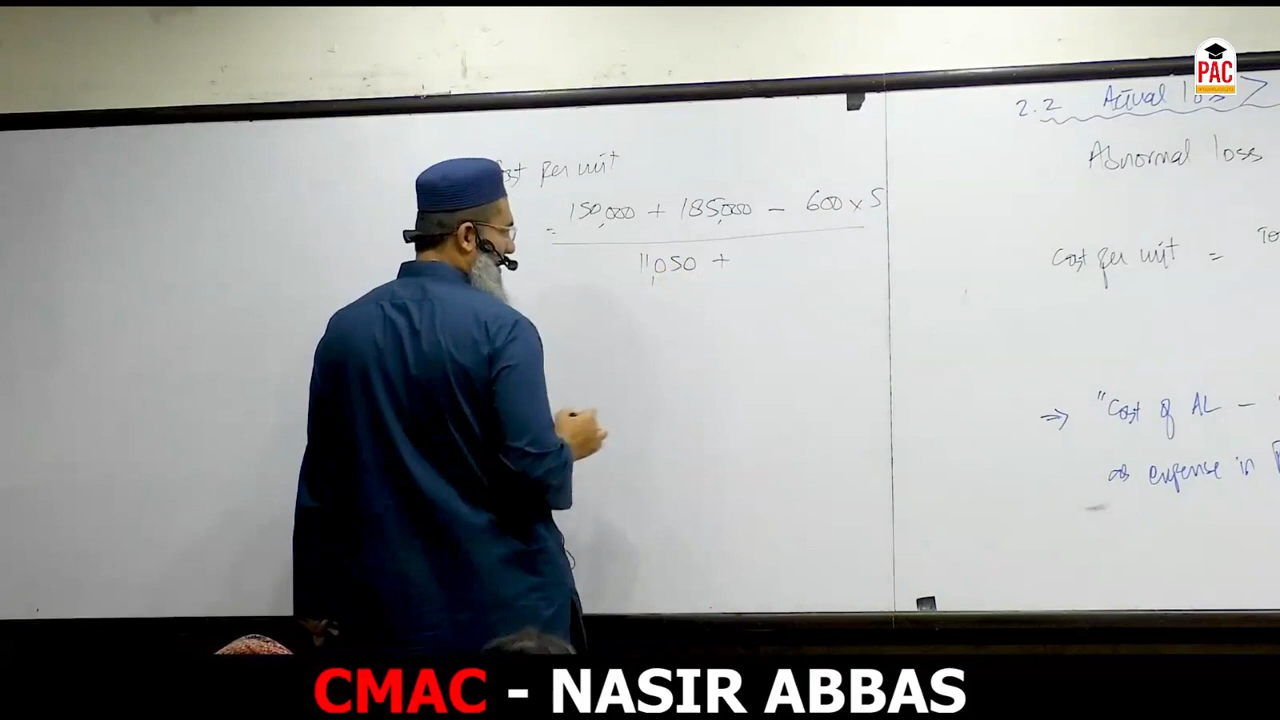 Cost per unit
= 150,000 + 185,000 - 600 x 5
11,050 +
2.2 Actual loss >
Abnormal loss
Cost per unit =
⇒ "Cost of AL -
as expense in
PAC
CMAC - NASIR ABBAS